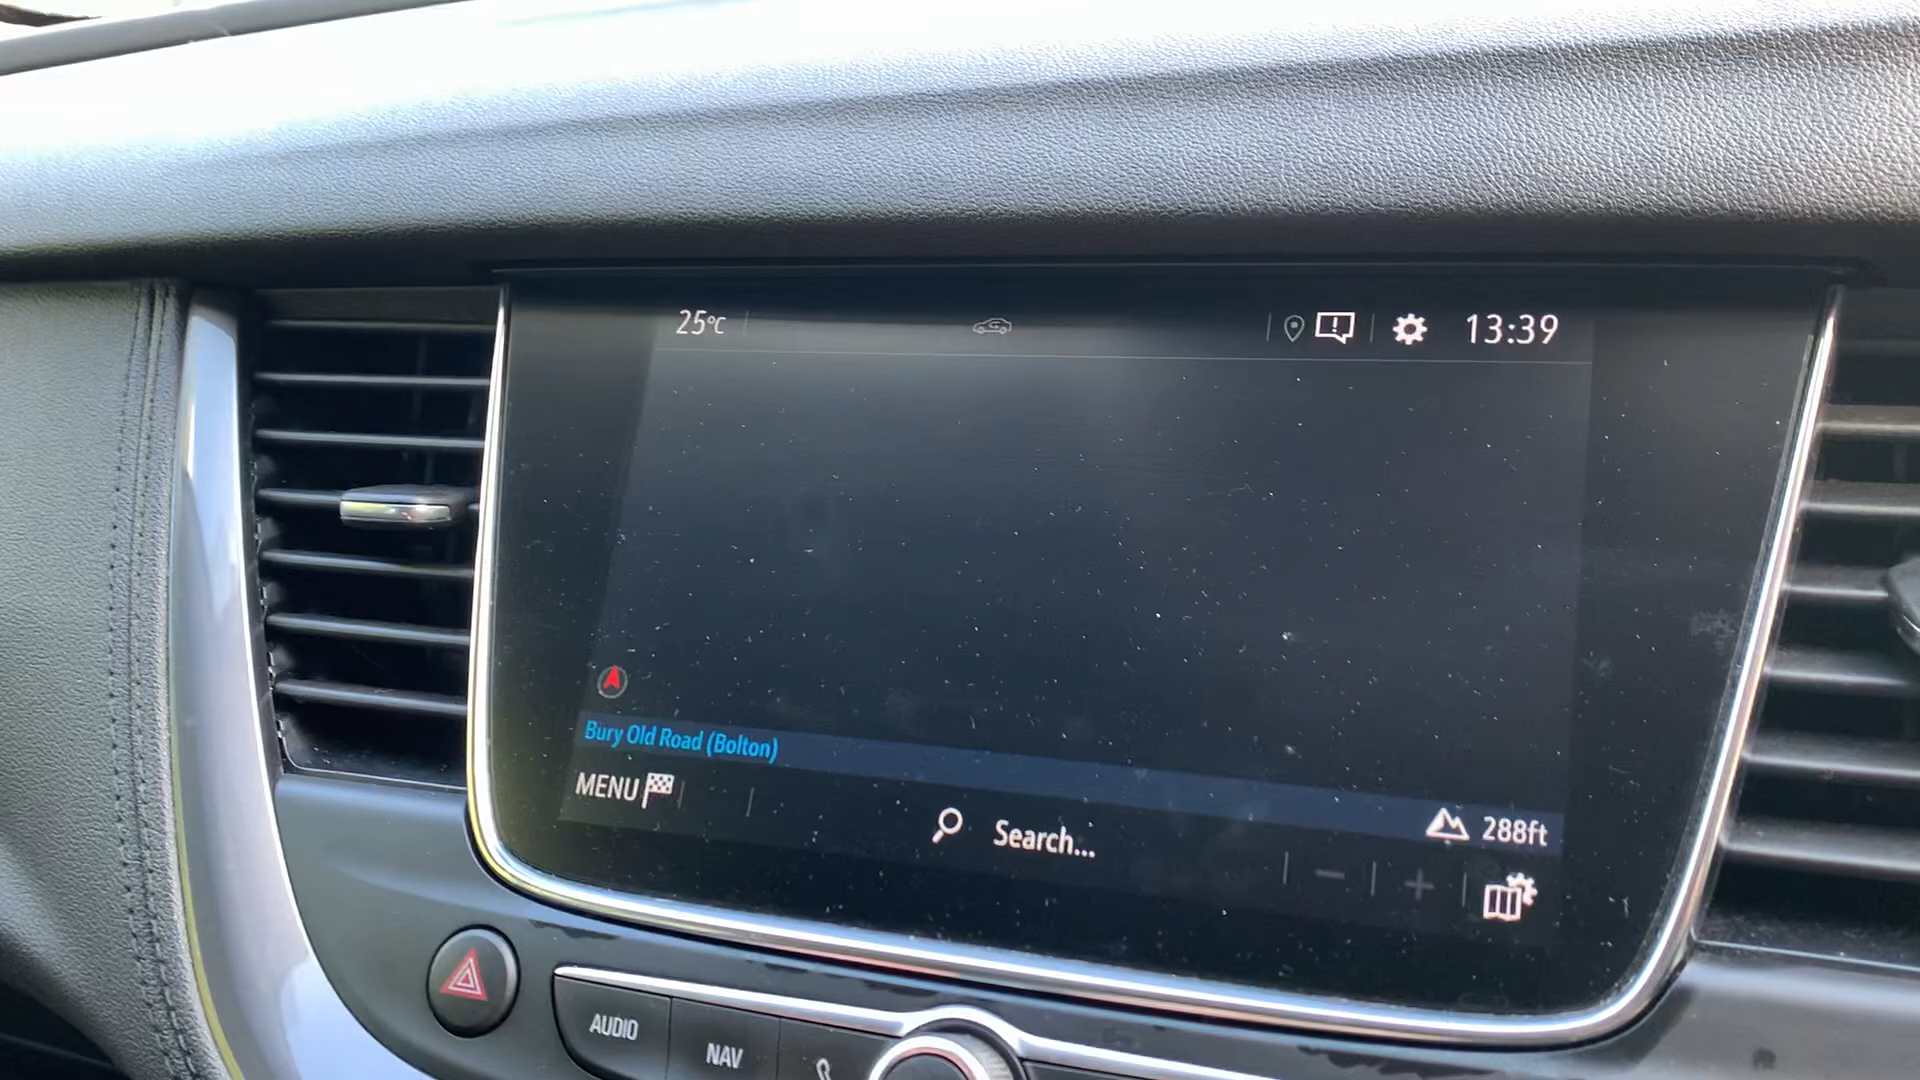 25°C
13:39
Bury Old Road (Bolton)
288ft
MENU
Search...
AUDIO
NAV